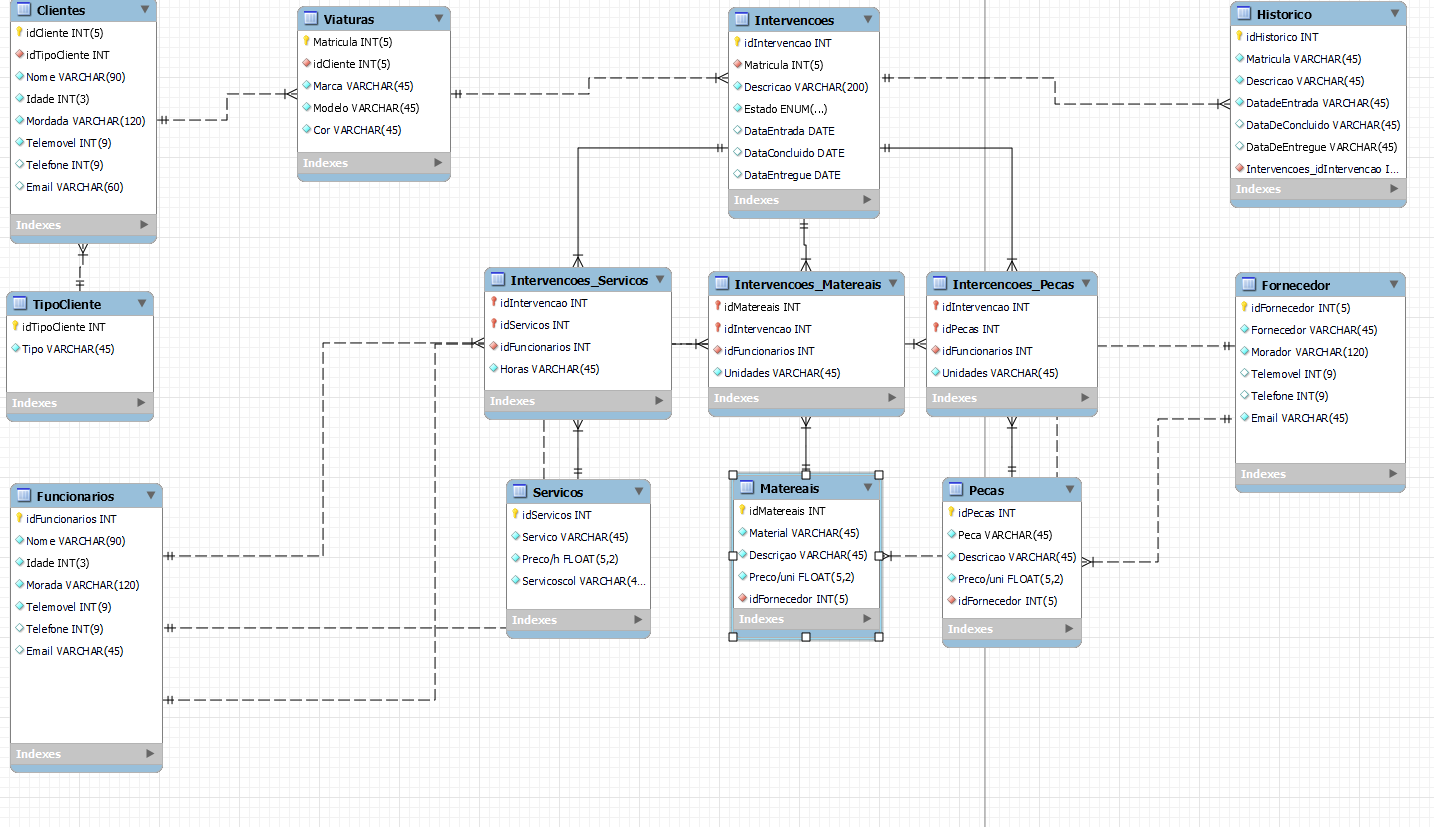 Clientes
idCliente INT(5)
idTipoCliente INT
Nome VARCHAR(90)
Idade INT(3)
Mordada VARCHAR(120)
Telemovel INT(9)
Telefone INT(9)
Email VARCHAR(60)
Indexes
Viaturas
Matricula INT(5)
idCliente INT(5)
Marca VARCHAR(45)
Modelo VARCHAR(45)
Cor VARCHAR(45)
Indexes
Intervencoes
idIntervencao INT
Matricula INT(5)
Descricao VARCHAR(200)
Estado ENUM(...)
DataEntrada DATE
DataConcluido DATE
DataEntregue DATE
Indexes
Historico
idHistorico INT
Matricula VARCHAR(45)
Descricao VARCHAR(45)
DatadeEntrada VARCHAR(45)
DataDeConcluido VARCHAR(45)
DataDeEntregue VARCHAR(45)
Intervencoes_idIntervencao I...
Indexes
TipoCliente
idTipoCliente INT
Tipo VARCHAR(45)
Indexes
Intervencoes_Servicos
idIntervencao INT
idServicos INT
idFuncionarios INT
Horas VARCHAR(45)
Indexes
Intervencoes_Matereais
idMatereais INT
idIntervencao INT
idFuncionarios INT
Unidades VARCHAR(45)
Indexes
Intercencoes_Pecas
idIntervencao INT
idPecas INT
idFuncionarios INT
Unidades VARCHAR(45)
Indexes
Fornecedor
idFornecedor INT(5)
Fornecedor VARCHAR(45)
Morador VARCHAR(120)
Telemovel INT(9)
Telefone INT(9)
Email VARCHAR(45)
Indexes
Funcionarios
idFuncionarios INT
Nome VARCHAR(90)
Idade INT(3)
Morada VARCHAR(120)
Telemovel INT(9)
Telefone INT(9)
Email VARCHAR(45)
Indexes
Servicos
idServicos INT
Servico VARCHAR(45)
Preco/h FLOAT(5,2)
Servicoscol VARCHAR(4...
Indexes
Matereais
idMatereais INT
Material VARCHAR(45)
Descriçao VARCHAR(45)
Preco/uni FLOAT(5,2)
idFornecedor INT(5)
Indexes
Pecas
idPecas INT
Peca VARCHAR(45)
Descricao VARCHAR(45)
Preco/uni FLOAT(5,2)
idFornecedor INT(5)
Indexes